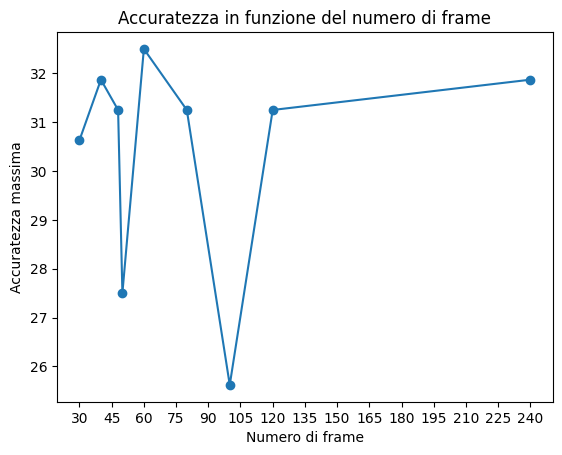 Accuratezza in funzione del numero di frame
Accuratezza massima
32
31
30
29
28
27
26
30 45 60 75 90 105 120 135 150 165 180 195 210 225 240
Numero di frame